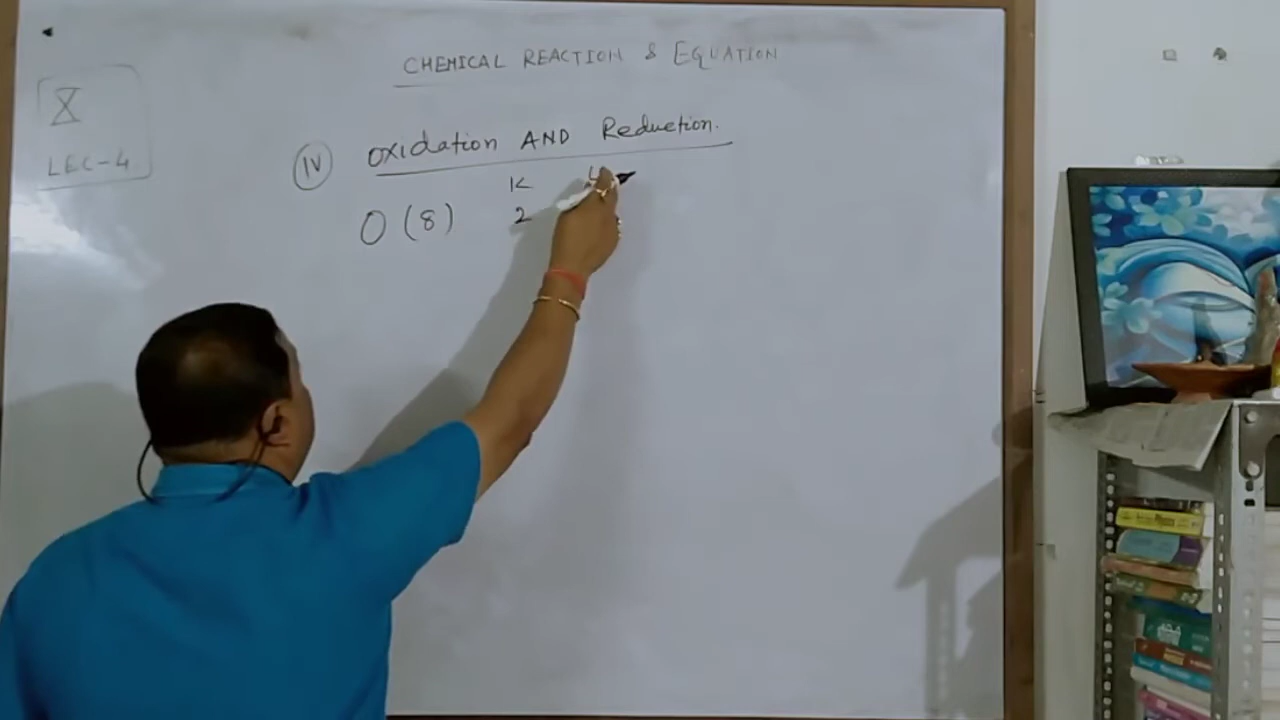 CHEMICAL REACTION & EQUATION
X
LEC-4
IV OXidation AND Reduction.
K L
O (8) 2